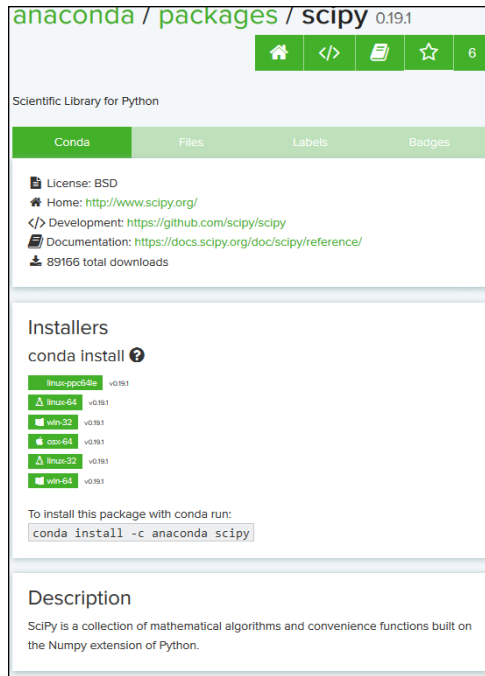 anaconda / packages / scipy 0.19.1
</> 6
Scientific Library for Python
Conda Files Labels Badges
License: BSD
Home: http://www.scipy.org/
</> Development: https://github.com/scipy/scipy
Documentation: https://docs.scipy.org/doc/scipy/reference/
89166 total downloads
Installers
conda install ?
linux-ppc64le v0.19.1
linux-64 v0.19.1
win-32 v0.19.1
osx-64 v0.19.1
linux-32 v0.19.1
win-64 v0.19.1
To install this package with conda run:
conda install -c anaconda scipy
Description
SciPy is a collection of mathematical algorithms and convenience functions built on
the Numpy extension of Python.